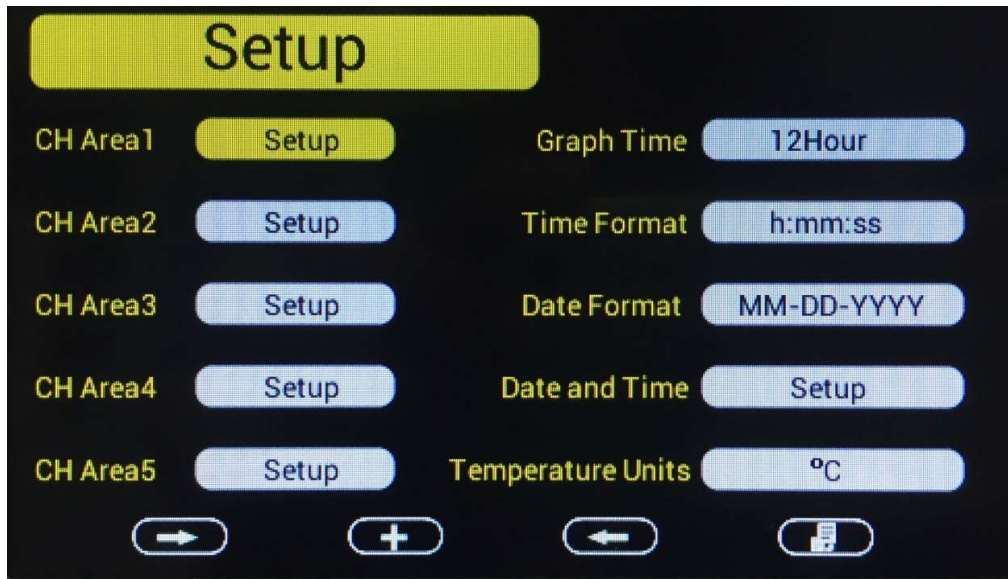 Setup
CH Area1 Setup Graph Time 12Hour
CH Area2 Setup Time Format h:mm:ss
CH Area3 Setup Date Format MM-DD-YYYY
CH Area4 Setup Date and Time Setup
CH Area5 Setup Temperature Units ºC